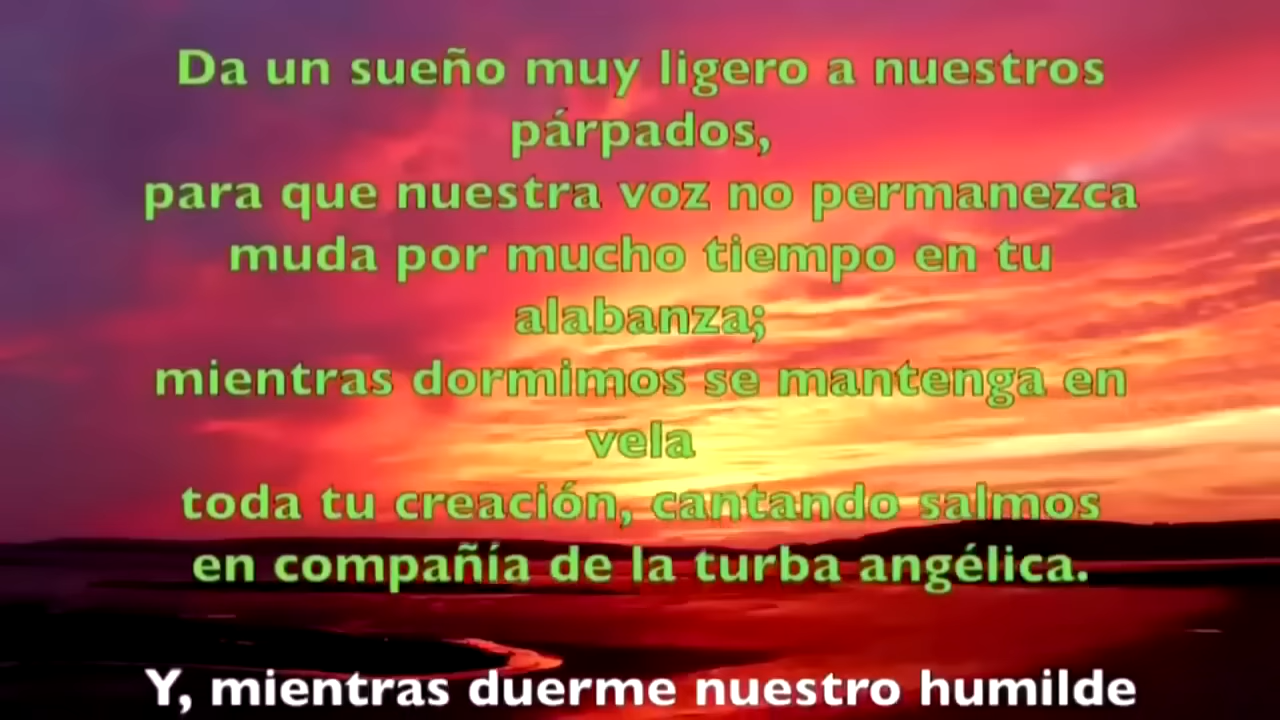 Da un sueño muy ligero a nuestros
párpados,
para que nuestra voz no permanezca
muda por mucho tiempo en tu
alabanza;
mientras dormimos se mantenga en
vela
toda tu creación, cantando salmos
en compañía de la turba angélica.
Y, mientras duerme nuestro humilde